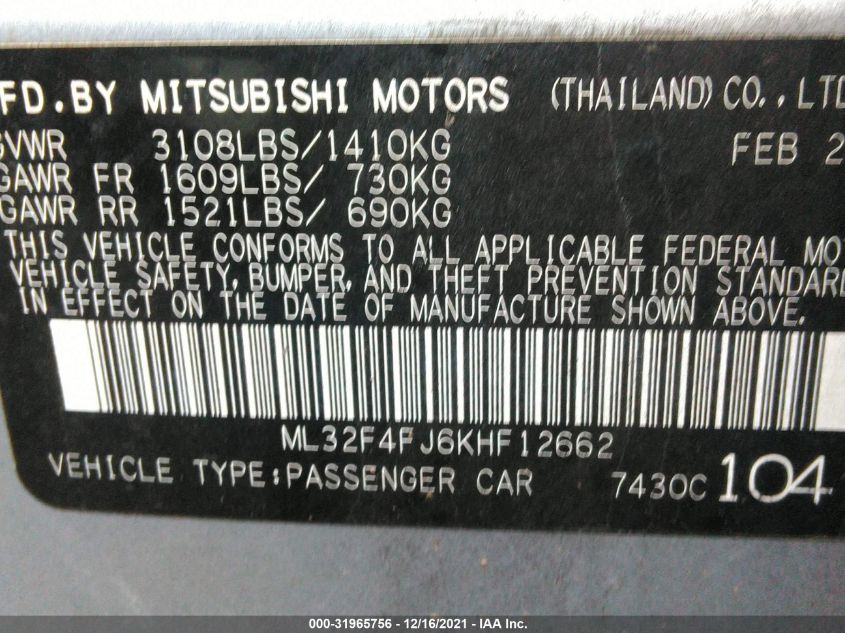 FD.BY MITSUBISHI MOTORS (THAILAND) CO.,LTD
GVWR 3108LBS/1410KG FEB 2
GAWR FR 1609LBS/ 730KG
GAWR RR 1521LBS/ 690KG
THIS VEHICLE CONFORMS TO ALL APPLICABLE FEDERAL MO
VEHICLE SAFETY, BUMPER, AND THEFT PREVENTION STANDARD
IN EFFECT ON THE DATE OF MANUFACTURE SHOWN ABOVE.
ML32F4FJ6KHF12662
VEHICLE TYPE:PASSENGER CAR 7430C 104
000-31965756 - 12/16/2021 - IAA Inc.